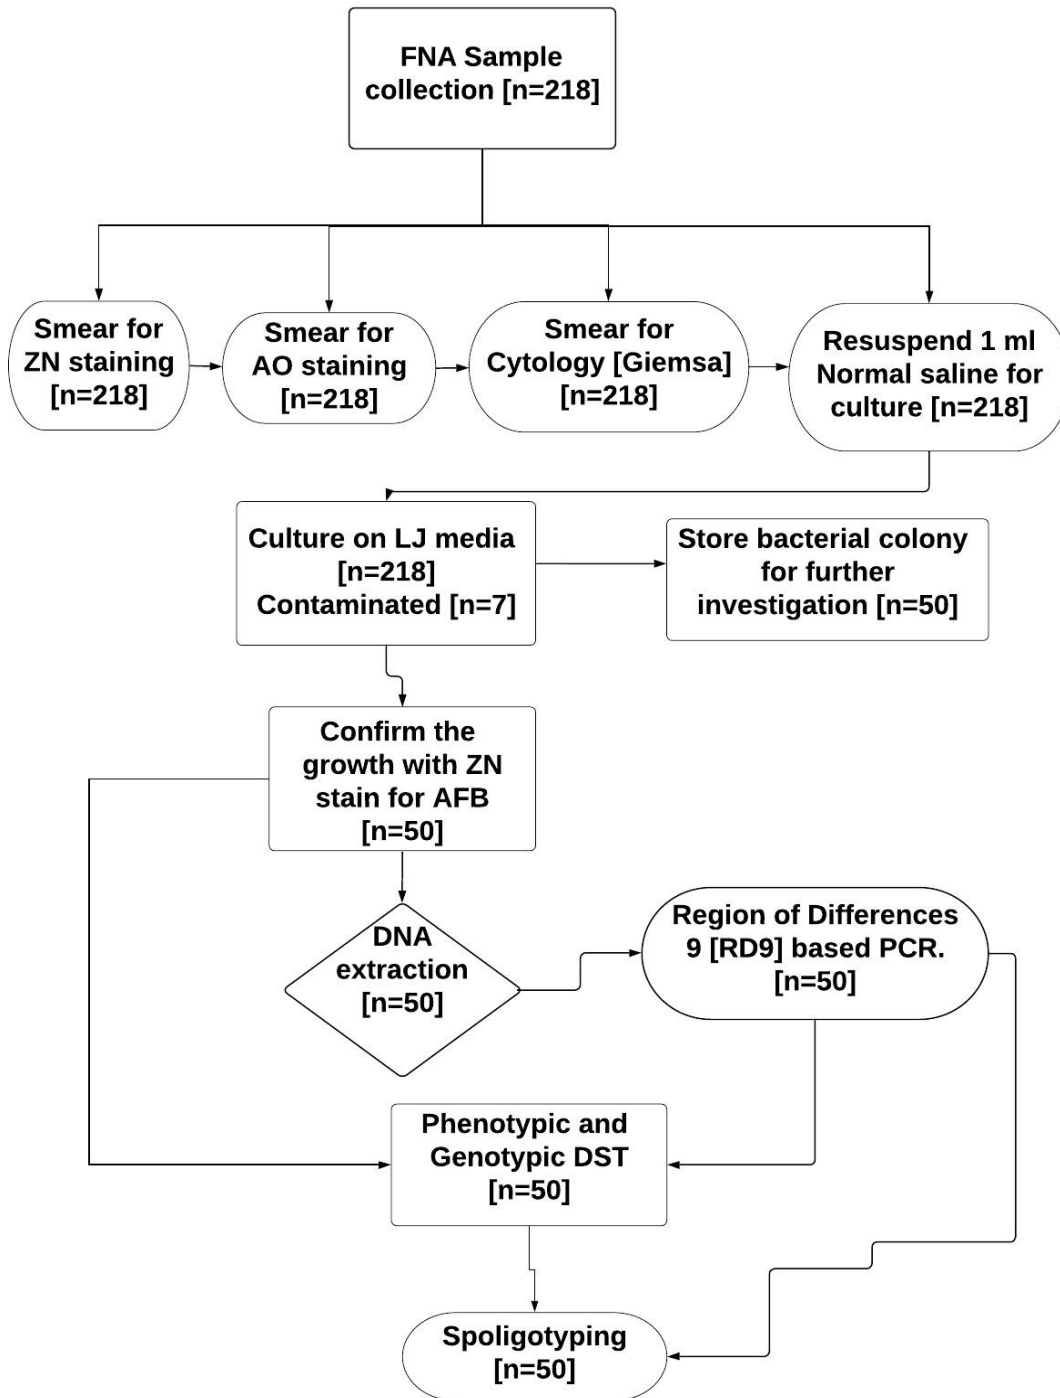 FNA Sample
collection [n=218]
Smear for
ZN staining
[n=218]
Smear for
AO staining
[n=218]
Smear for
Cytology [Giemsa]
[n=218]
Resuspend 1 ml
Normal saline for
culture [n=218]
Culture on LJ media
[n=218]
Contaminated [n=7]
Store bacterial colony
for further
investigation [n=50]
Confirm the
growth with ZN
stain for AFB
[n=50]
DNA
extraction
[n=50]
Region of Differences
9 [RD9] based PCR.
[n=50]
Phenotypic and
Genotypic DST
[n=50]
Spoligotyping
[n=50]